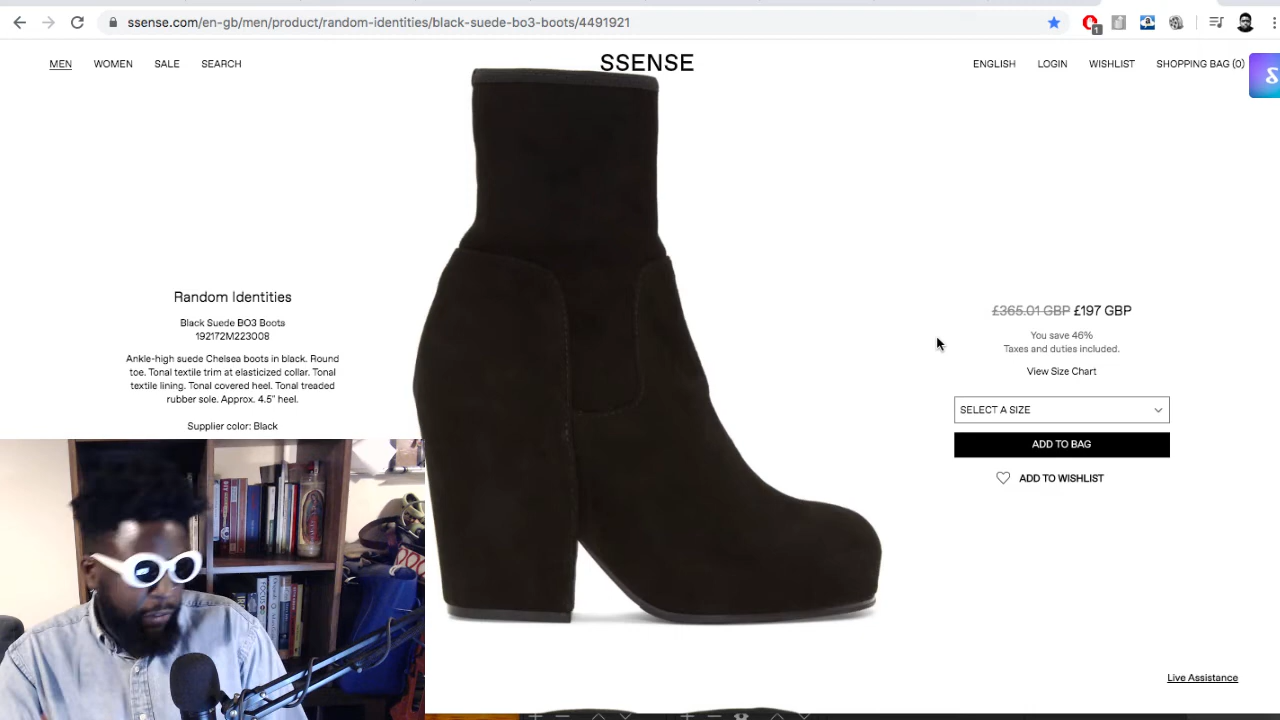 ssense.com/en-gb/men/product/random-identities/black-suede-bo3-boots/4491921
1
MEN WOMEN SALE SEARCH
SSENSE
ENGLISH LOGIN WISHLIST SHOPPING BAG (0)
Random Identities
Black Suede BO3 Boots
192172M223008
Ankle-high suede Chelsea boots in black. Round
toe. Tonal textile trim at elasticized collar. Tonal
textile lining. Tonal covered heel. Tonal treaded
rubber sole. Approx. 4.5" heel.
Supplier color: Black
£365.01 GBP £197 GBP
You save 46%
Taxes and duties included.
View Size Chart
SELECT A SIZE
ADD TO BAG
ADD TO WISHLIST
FOCUS
Live Assistance